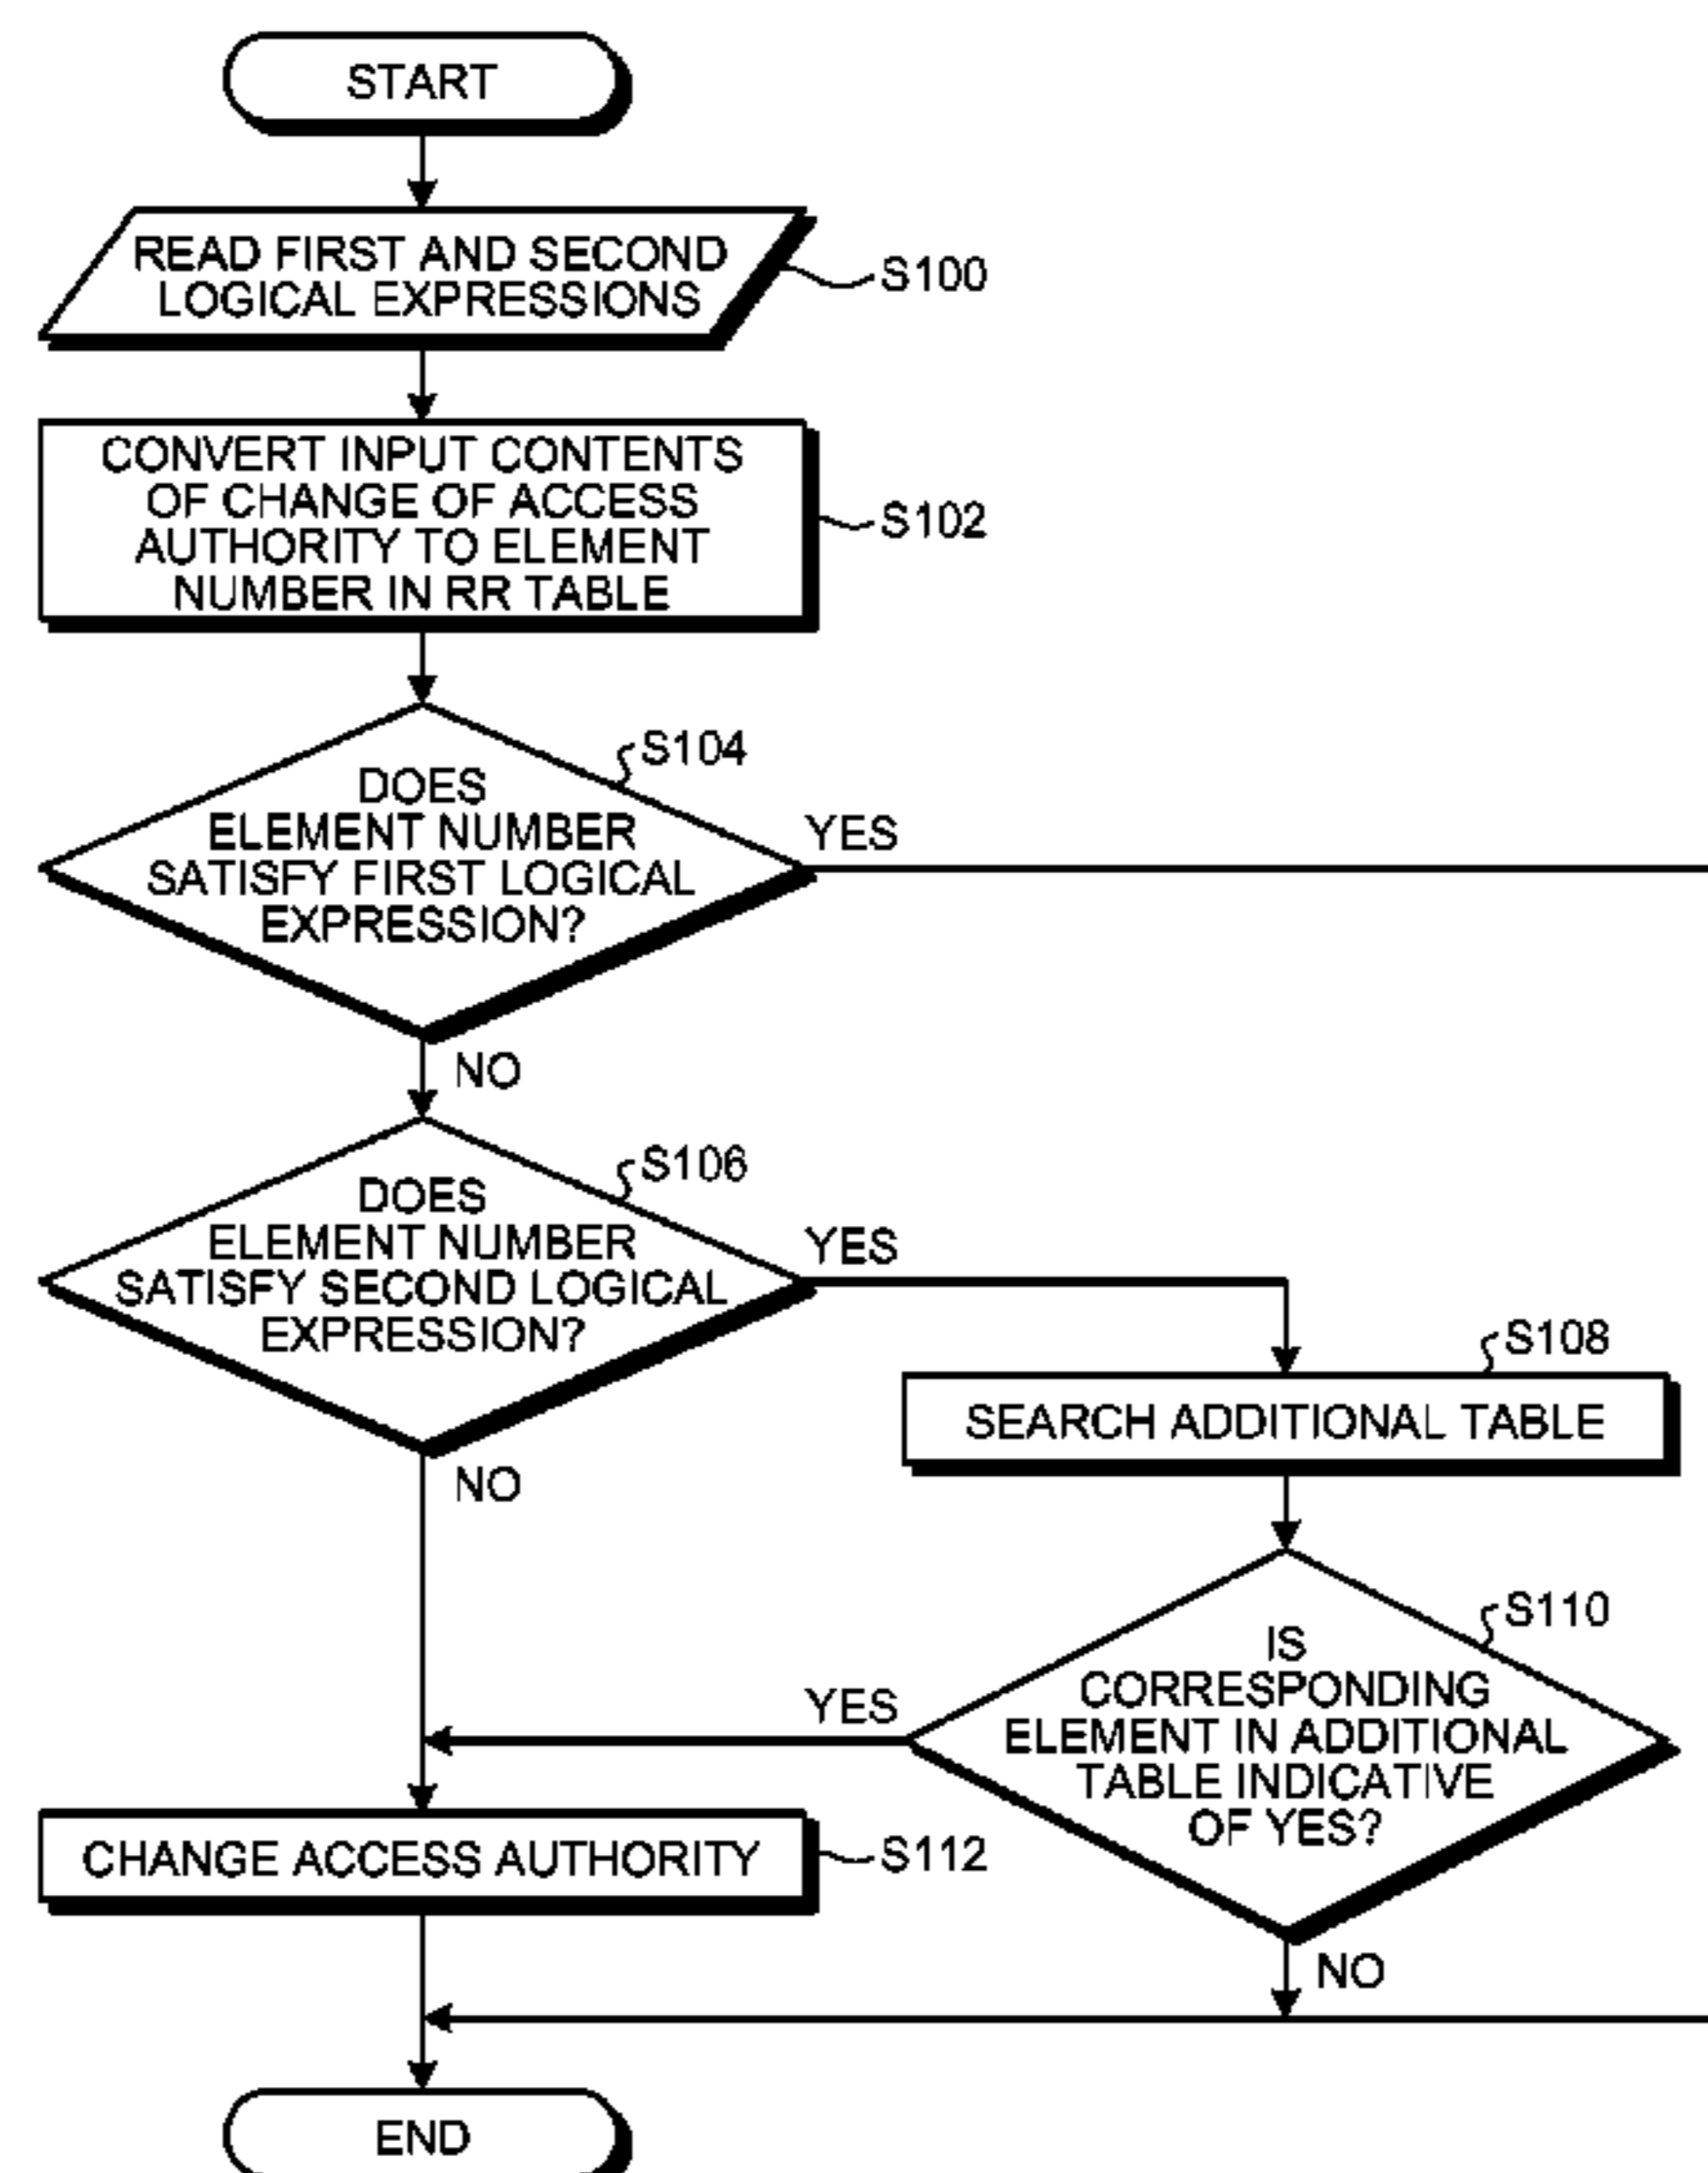 START
READ FIRST AND SECOND
LOGICAL EXPRESSIONS
S100
CONVERT INPUT CONTENTS
OF CHANGE OF ACCESS
AUTHORITY TO ELEMENT
NUMBER IN RR TABLE
S102
S104
DOES
ELEMENT NUMBER
SATISFY FIRST LOGICAL
EXPRESSION?
YES
NO
S106
DOES
ELEMENT NUMBER
SATISFY SECOND LOGICAL
EXPRESSION?
YES
NO
S108
SEARCH ADDITIONAL TABLE
S110
IS
CORRESPONDING
ELEMENT IN ADDITIONAL
TABLE INDICATIVE
OF YES?
YES
NO
CHANGE ACCESS AUTHORITY
S112
END